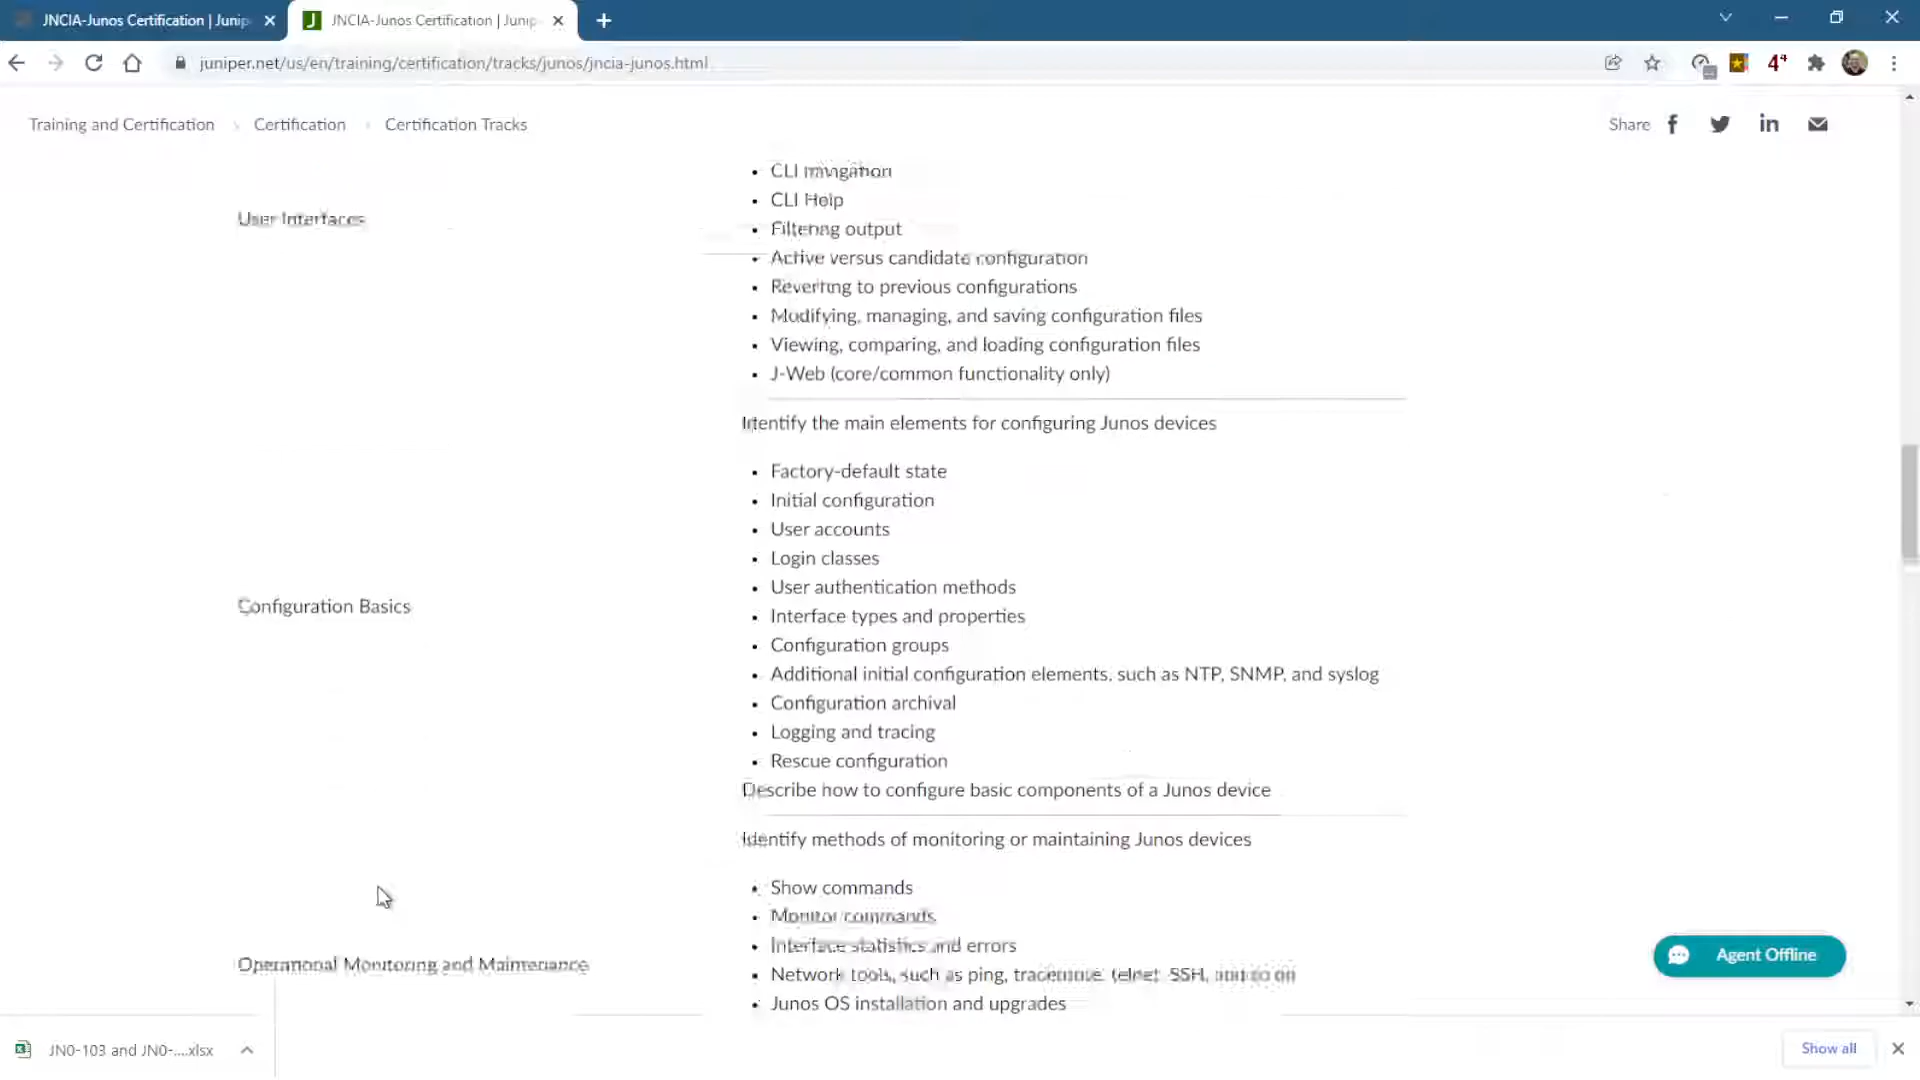 JNCIA-Junos Certification | Junip
JNCIA-Junos Certification | Junip
juniper.net/us/en/training/certification/tracks/junos/jncia-junos.html
4⁴
Training and Certification
Certification
Certification Tracks
Share
CLI navigation
CLI Help
User Interfaces
Filtering output
Active versus candidate configuration
Reverting to previous configurations
Modifying, managing, and saving configuration files
Viewing, comparing, and loading configuration files
J-Web (core/common functionality only)
Identify the main elements for configuring Junos devices
Factory-default state
Initial configuration
User accounts
Login classes
User authentication methods
Configuration Basics
Interface types and properties
Configuration groups
Additional initial configuration elements, such as NTP, SNMP, and syslog
Configuration archival
Logging and tracing
Rescue configuration
Describe how to configure basic components of a Junos device
Identify methods of monitoring or maintaining Junos devices
Show commands
Monitor commands
Interface statistics and errors
Operational Monitoring and Maintenance
Network tools, such as ping, traceroute, telnet, SSH, and so on
Junos OS installation and upgrades
Agent Offline
JN0-103 and JN0-....xlsx
Show all